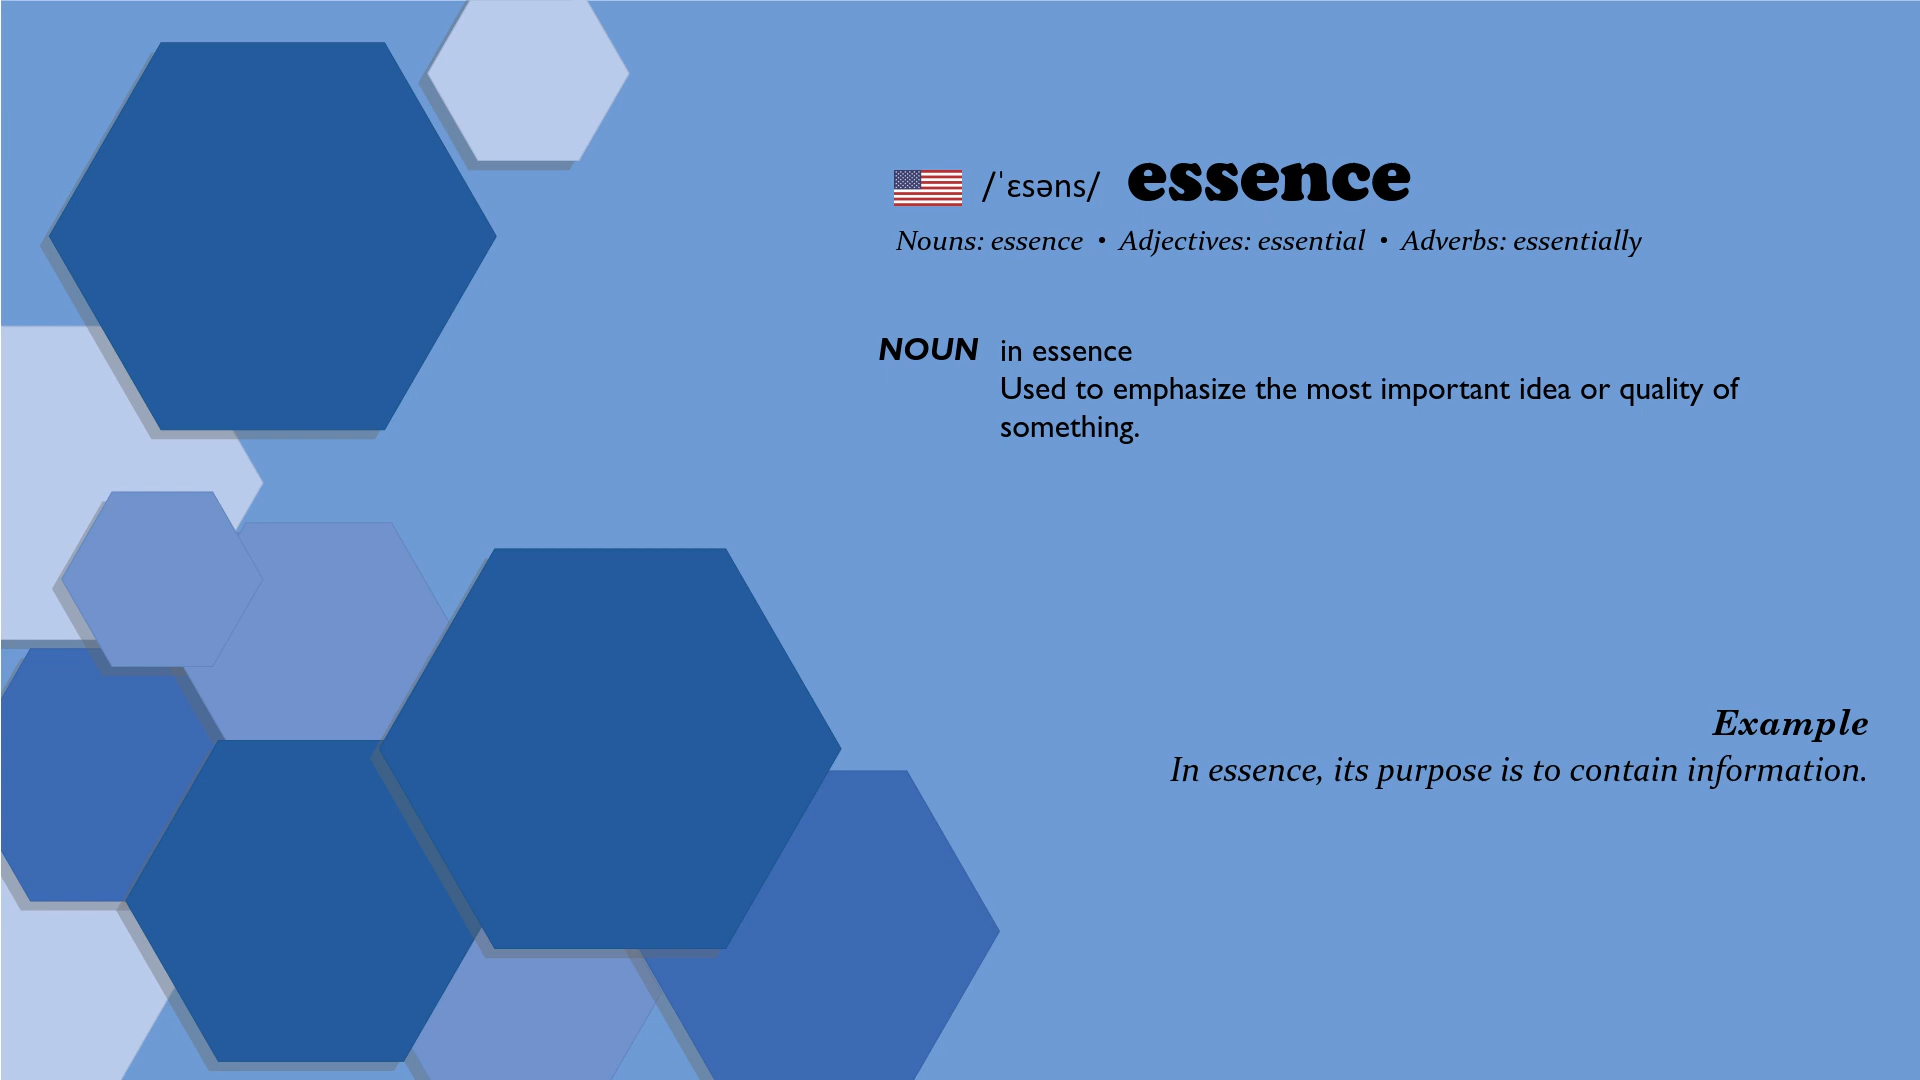 /ˈɛsəns/ essence
Nouns: essence • Adjectives: essential • Adverbs: essentially
NOUN in essence
Used to emphasize the most important idea or quality of
something.
Example
In essence, its purpose is to contain information.